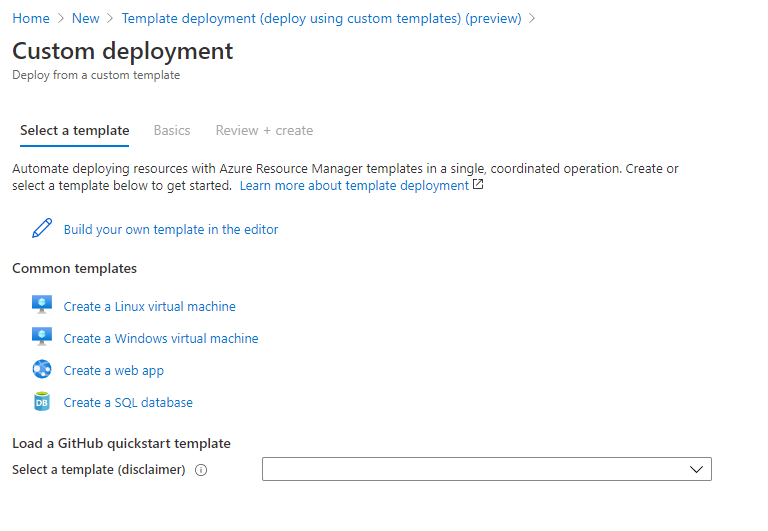 Home > New > Template deployment (deploy using custom templates) (preview) >
Custom deployment
Deploy from a custom template
Select a template Basics Review + create
Automate deploying resources with Azure Resource Manager templates in a single, coordinated operation. Create or
select a template below to get started. Learn more about template deployment
Build your own template in the editor
Common templates
Create a Linux virtual machine
Create a Windows virtual machine
Create a web app
DB Create a SQL database
Load a GitHub quickstart template
Select a template (disclaimer)